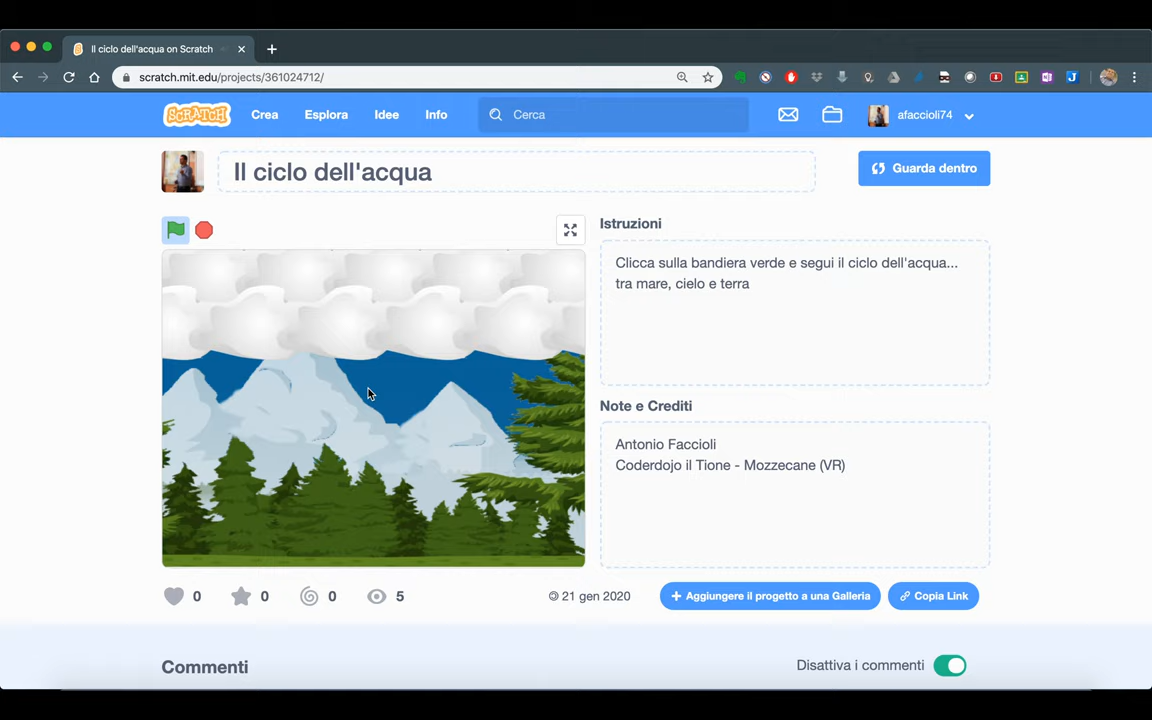 Il ciclo dell'acqua on Scratch
scratch.mit.edu/projects/361024712/
SCRATCH Crea Esplora Idee Info Cerca afaccioli74
Il ciclo dell'acqua
Guarda dentro
Istruzioni
Clicca sulla bandiera verde e segui il ciclo dell'acqua...
tra mare, cielo e terra
Note e Crediti
Antonio Faccioli
Coderdojo il Tione - Mozzecane (VR)
0 0 0 5
© 21 gen 2020
Aggiungere il progetto a una Galleria
Copia Link
Commenti
Disattiva i commenti